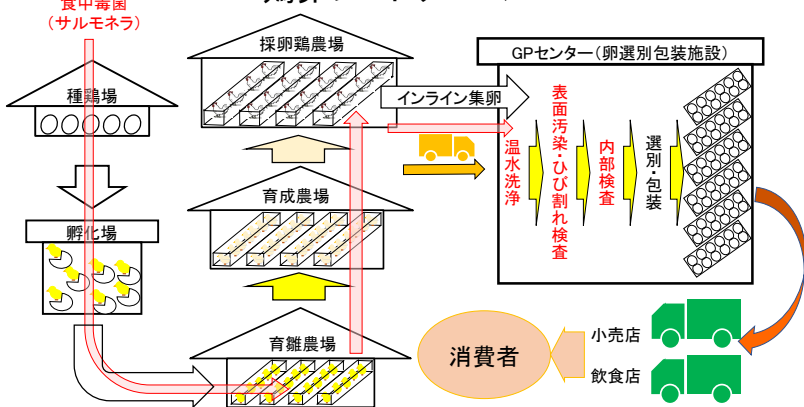 食中毒菌
(サルモネラ)
種鶏場
孵化場
採卵鶏農場
育成農場
育雛農場
インライン集卵
GPセンター(卵選別包装施設)
温水洗浄
表面汚染・ひび割れ検査
内部検査
選別・包装
小売店
飲食店
消費者